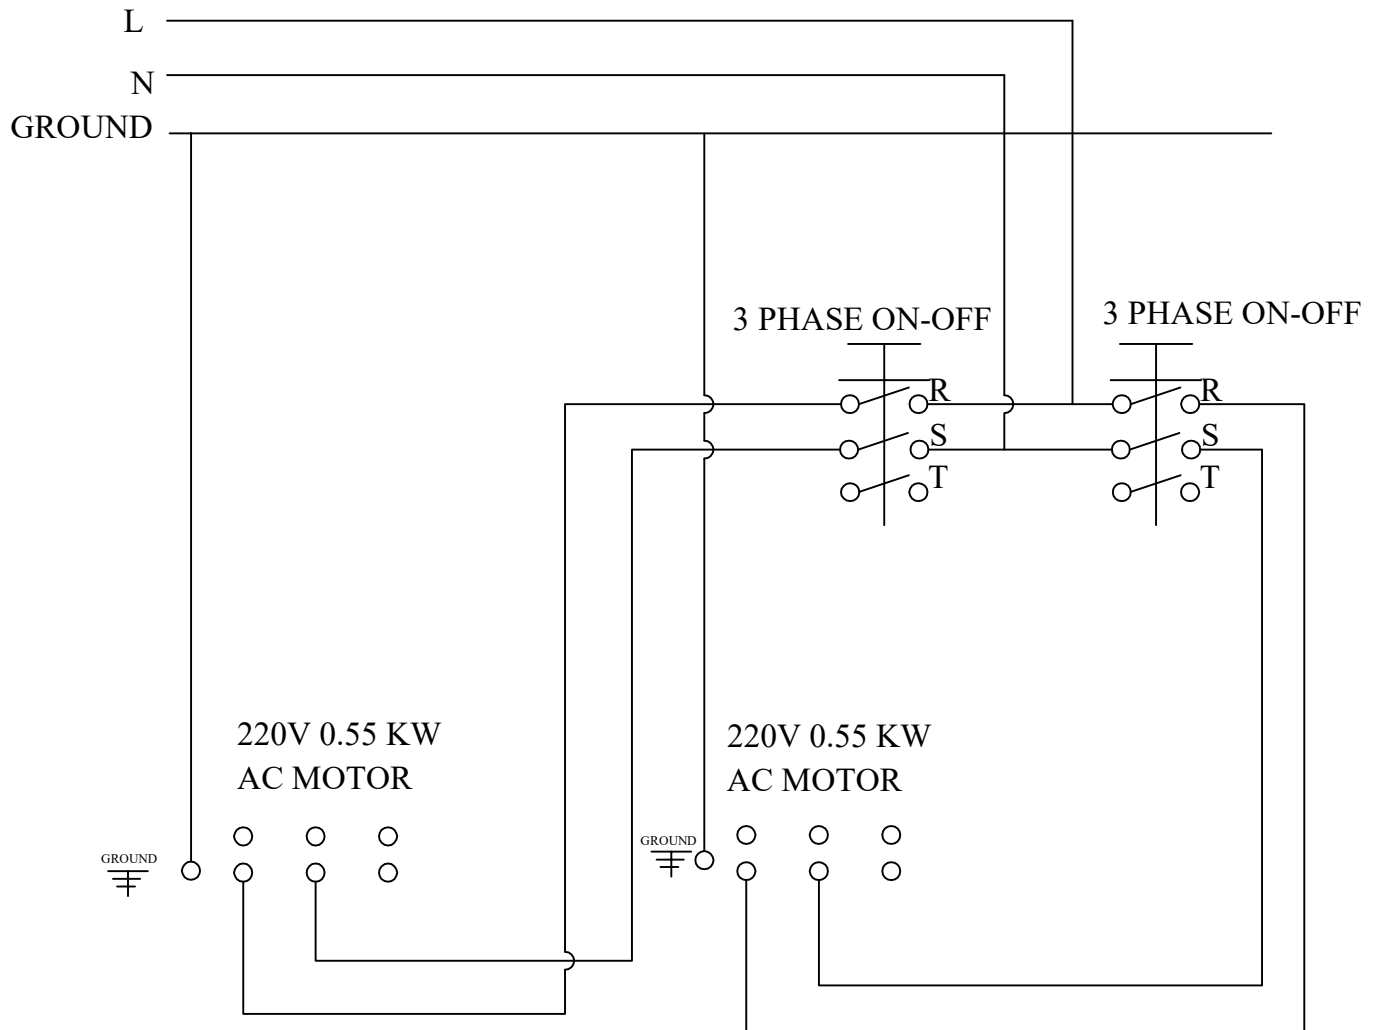 L
N
GROUND
3 PHASE ON-OFF
3 PHASE ON-OFF
R
S
T
R
S
T
220V 0.55 KW
AC MOTOR
220V 0.55 KW
AC MOTOR
GROUND
GROUND